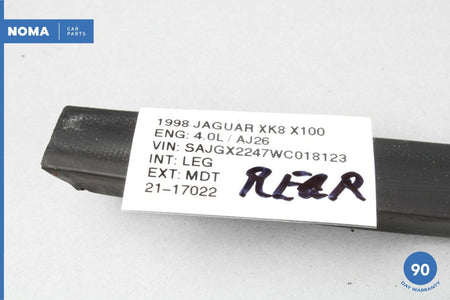 NOMA CAR PARTS
1998 JAGUAR XK8 X100
ENG: 4.0L / AJ26
VIN: SAJGX2247WC018123
INT: LEG
EXT: MDT
21-17022
REAR
90
DAY WARRANTY